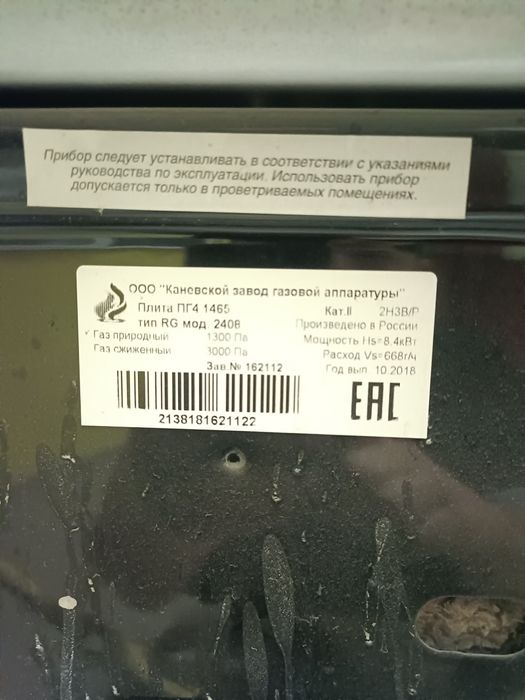 Прибор следует устанавливать в соответствии с указаниями
руководства по эксплуатации. Использовать прибор
допускается только в проветриваемых помещениях.
ООО "Каневской завод газовой аппаратуры"
Плита ПГ4 1465 Кат.II 2Н3В/Р
тип RG мод. 2408 Произведено в России
* Газ природный 1300 Па Мощность Hs=8.4кВт
Газ сжиженный 3000 Па Расход Vs=668г/ч
Зав.№ 162112 Год вып. 10.2018
EAC
2138181621122